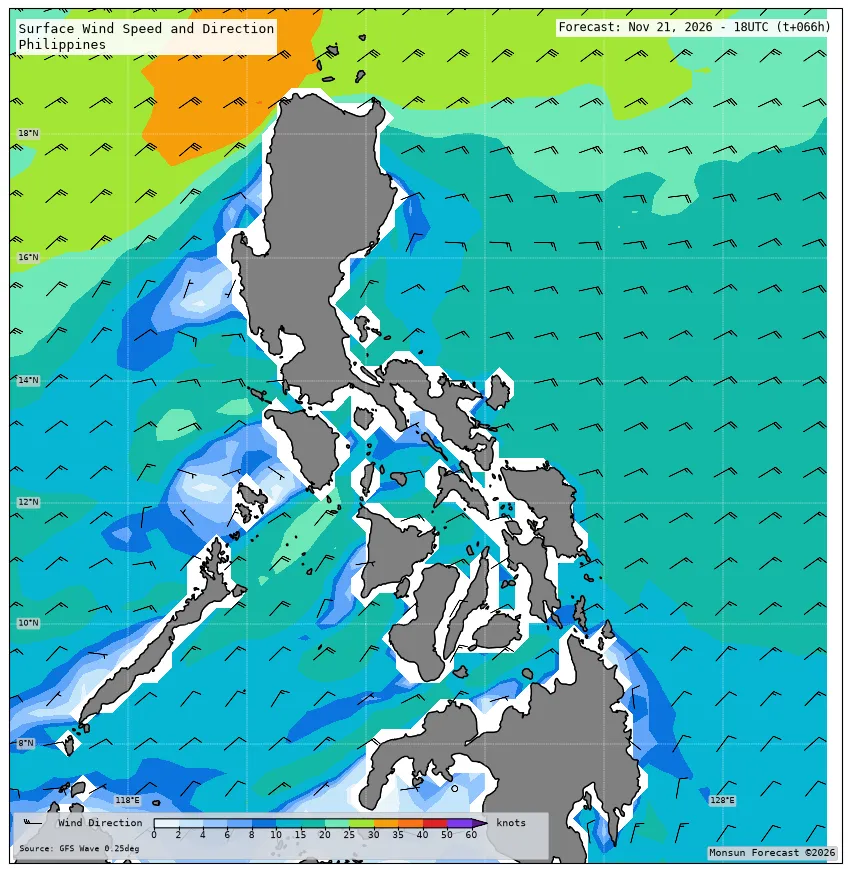 Surface Wind Speed and Direction
Philippines
Forecast: Nov 21, 2026 - 18UTC (t+066h)
18°N
16°N
14°N
12°N
10°N
8°N
118°E
128°E
Wind Direction
knots
0 2 4 6 8 10 15 20 25 30 35 40 50 60
Source: GFS Wave 0.25deg
Monsun Forecast ©2026